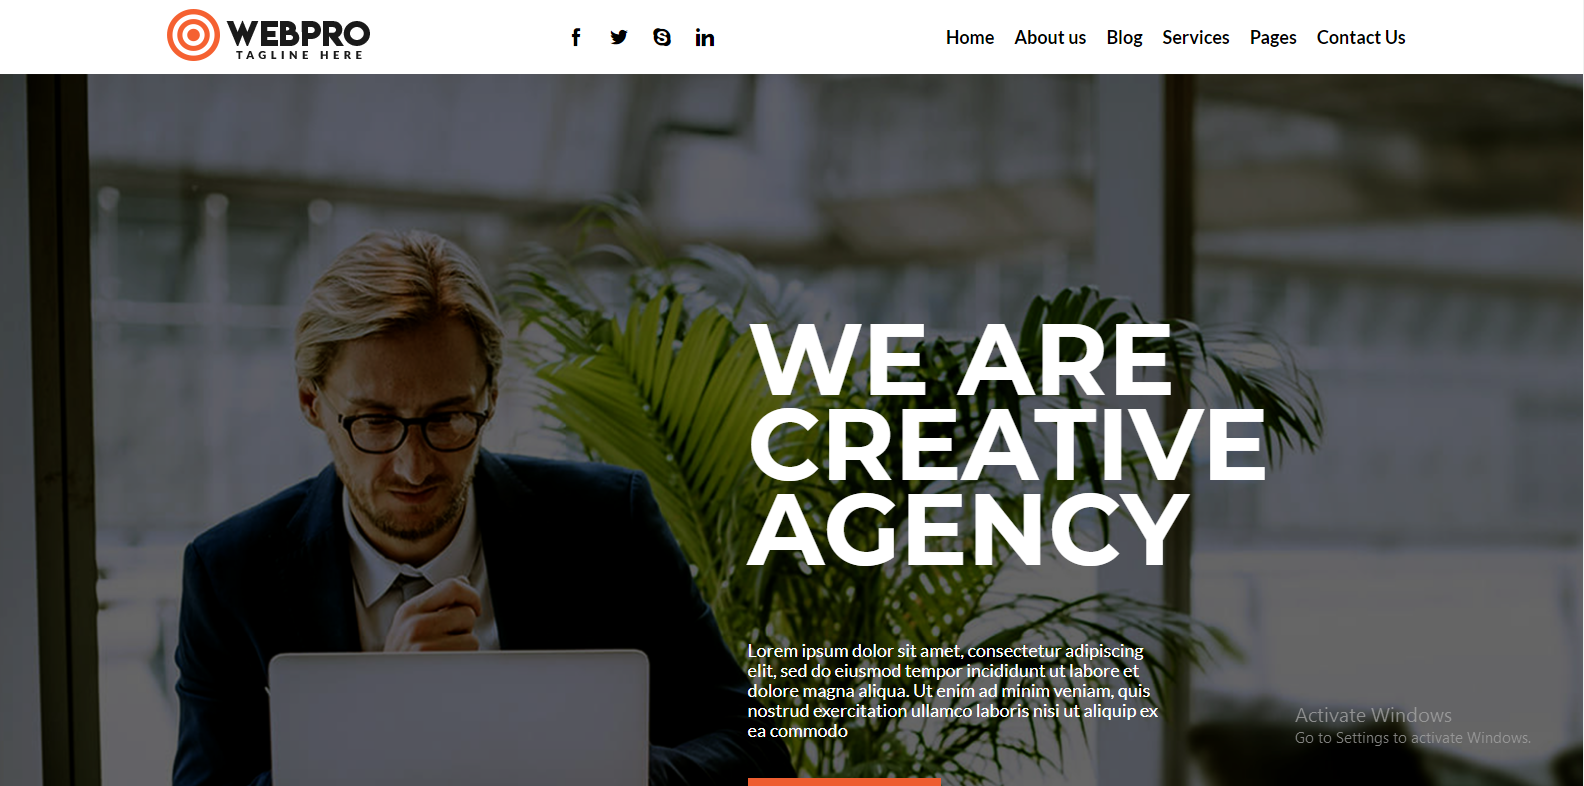 WEBPRO
TAGLINE HERE
Home About us Blog Services Pages Contact Us
WE ARE
CREATIVE
AGENCY
Lorem ipsum dolor sit amet, consectetur adipiscing
elit, sed do eiusmod tempor incididunt ut labore et
dolore magna aliqua. Ut enim ad minim veniam, quis
nostrud exercitation ullamco laboris nisi ut aliquip ex
ea commodo
Activate Windows
Go to Settings to activate Windows.